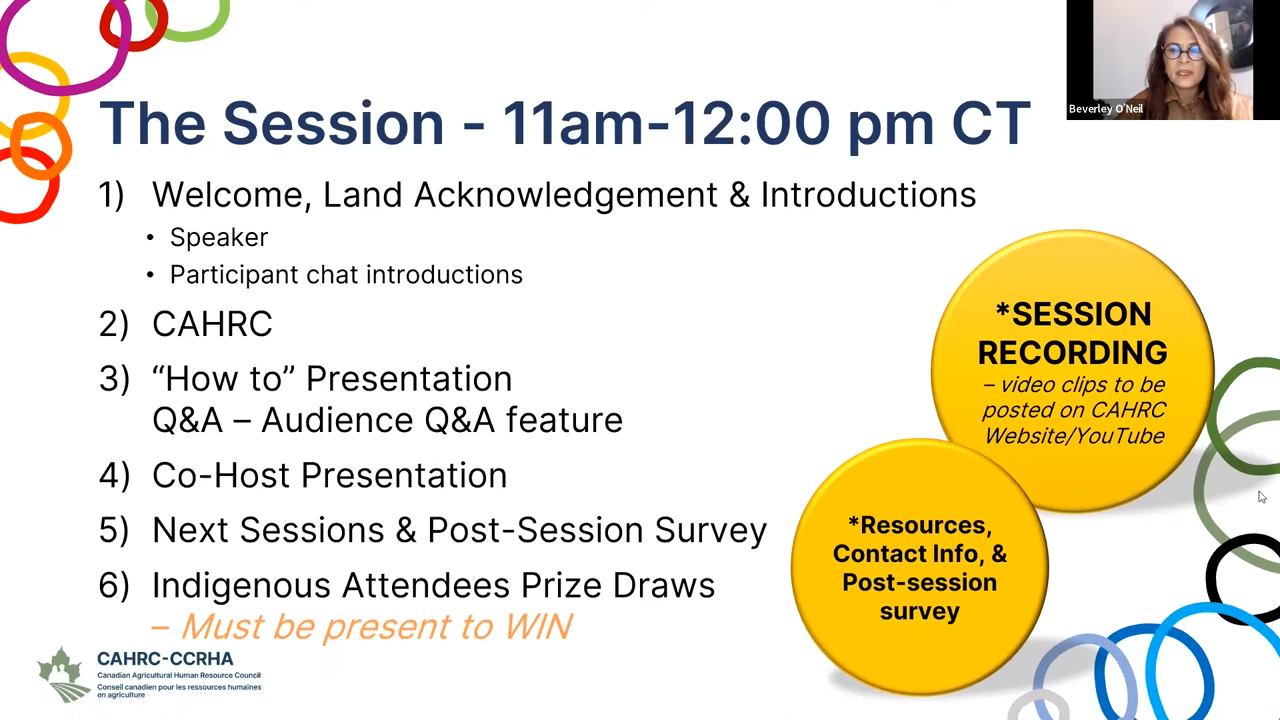 The Session - 11am-12:00 pm CT
Beverley O'Neil
1) Welcome, Land Acknowledgement & Introductions
• Speaker
• Participant chat introductions
2) CAHRC
3) “How to” Presentation
Q&A – Audience Q&A feature
4) Co-Host Presentation
5) Next Sessions & Post-Session Survey
6) Indigenous Attendees Prize Draws
– Must be present to WIN
*SESSION
RECORDING
– video clips to be
posted on CAHRC
Website/YouTube
*Resources,
Contact Info, &
Post-session
survey
CAHRC-CCRHA
Canadian Agricultural Human Resource Council
Conseil canadien pour les ressources humaines
en agriculture